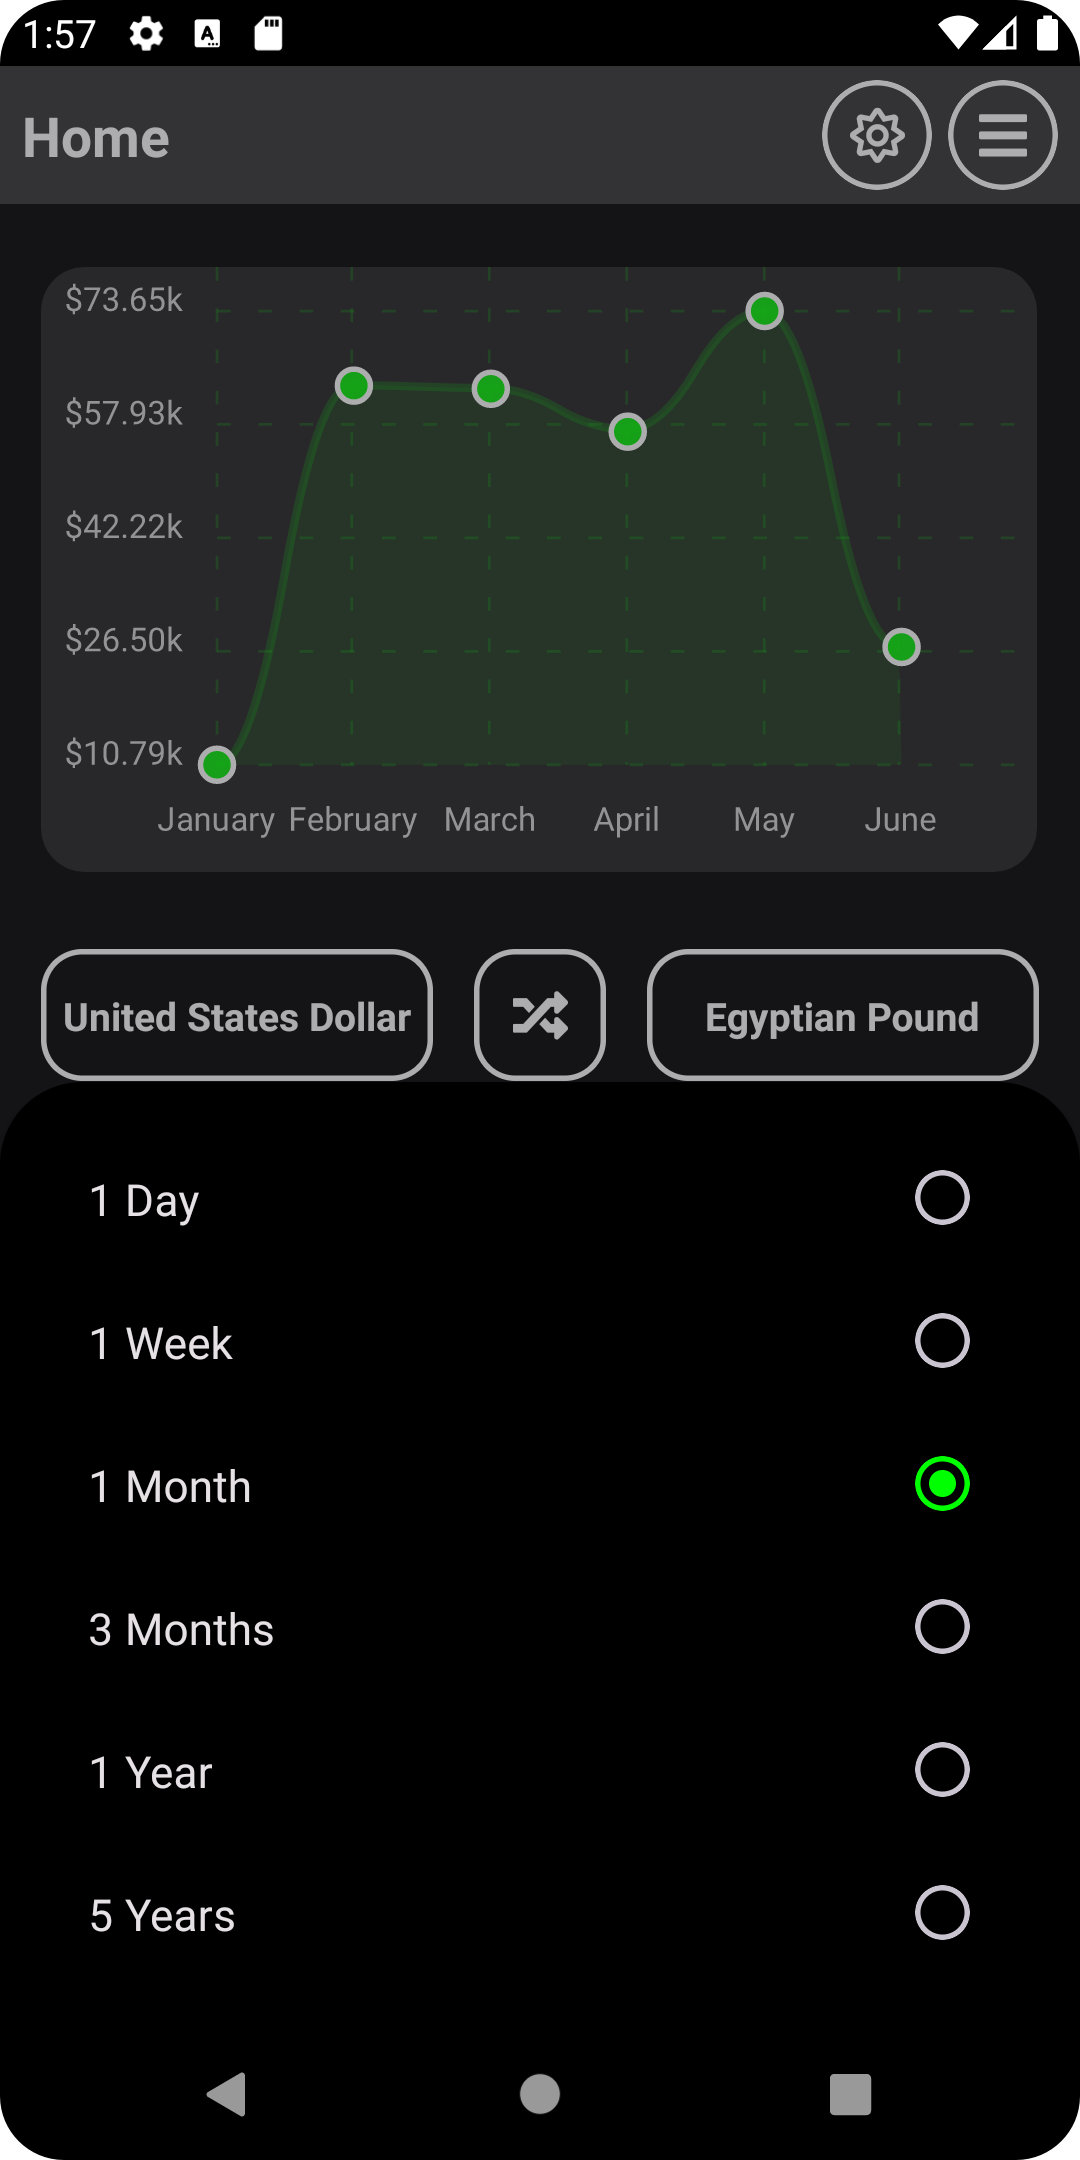 1:57
Home
$73.65k
$57.93k
$42.22k
$26.50k
$10.79k
January February March April May June
United States Dollar
Egyptian Pound
1 Day
1 Week
1 Month
3 Months
1 Year
5 Years